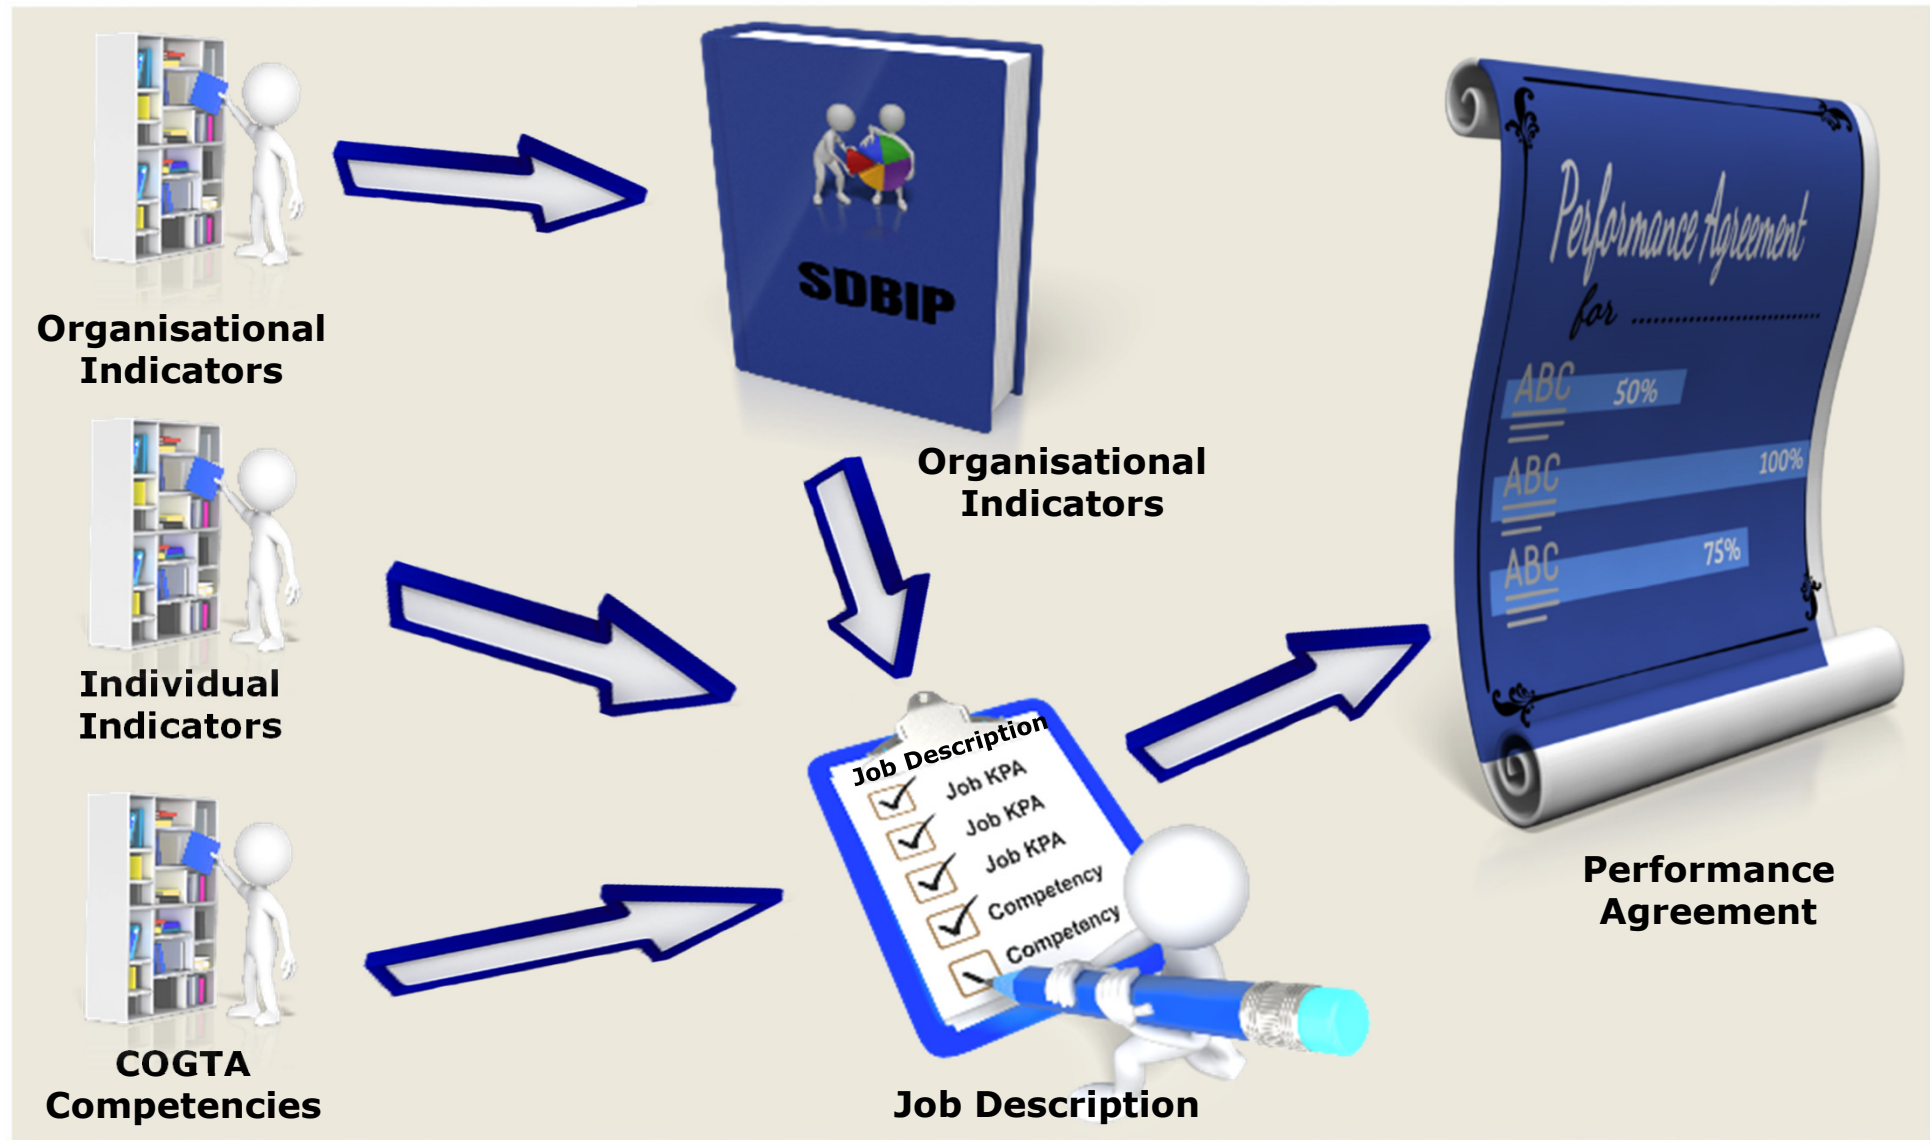 Organisational
Indicators
SDBIP
Organisational
Indicators
Individual
Indicators
COGTA
Competencies
Job Description
Job KPA
Job KPA
Job KPA
Competency
Competency
Job Description
Performance Agreement
for ..............................
ABC 50%
ABC 100%
ABC 75%
Performance
Agreement